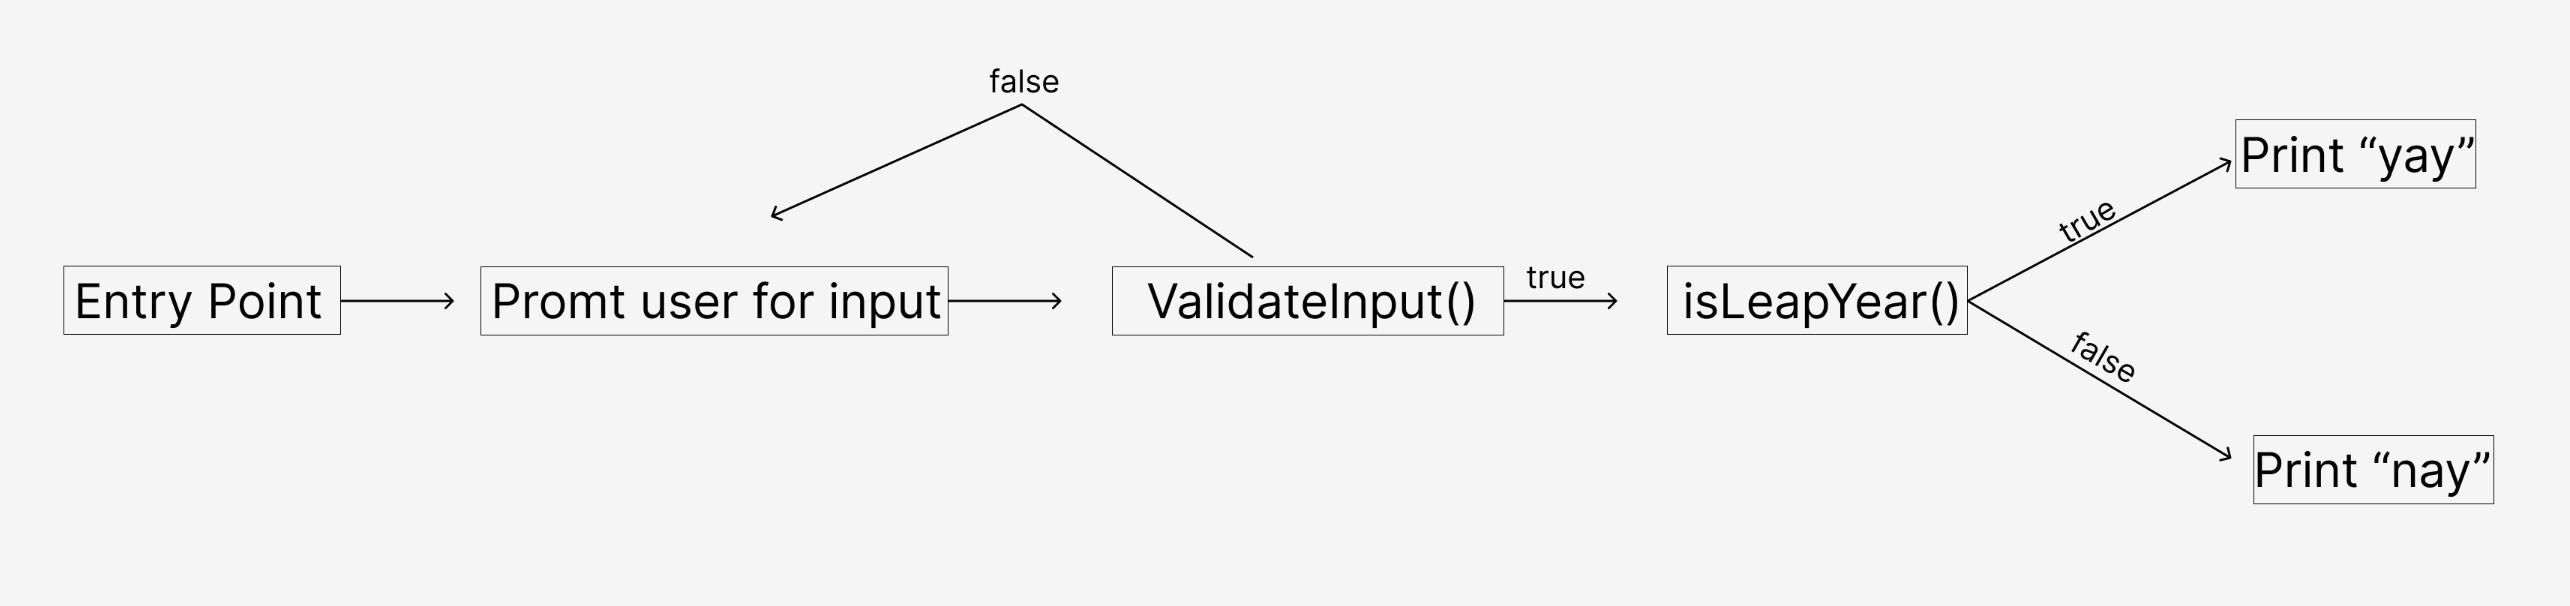 false
Print “yay”
true
Entry Point
Promt user for input
ValidateInput()
true
isLeapYear()
false
Print “nay”